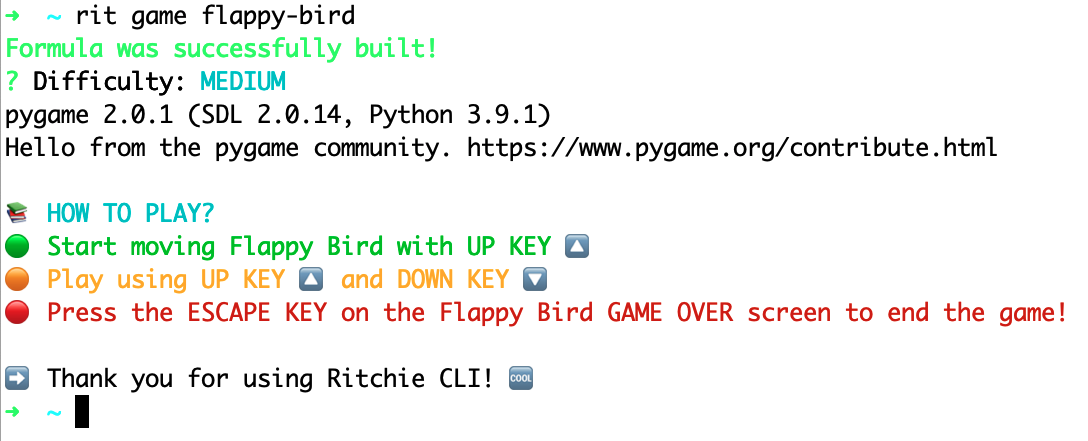 ➜ ~ rit game flappy-bird
Formula was successfully built!
? Difficulty: MEDIUM
pygame 2.0.1 (SDL 2.0.14, Python 3.9.1)
Hello from the pygame community. https://www.pygame.org/contribute.html
📚 HOW TO PLAY?
🟢 Start moving Flappy Bird with UP KEY 🔼
🟠 Play using UP KEY 🔼 and DOWN KEY 🔽
🔴 Press the ESCAPE KEY on the Flappy Bird GAME OVER screen to end the game!
➡️ Thank you for using Ritchie CLI! 🆒
➜ ~